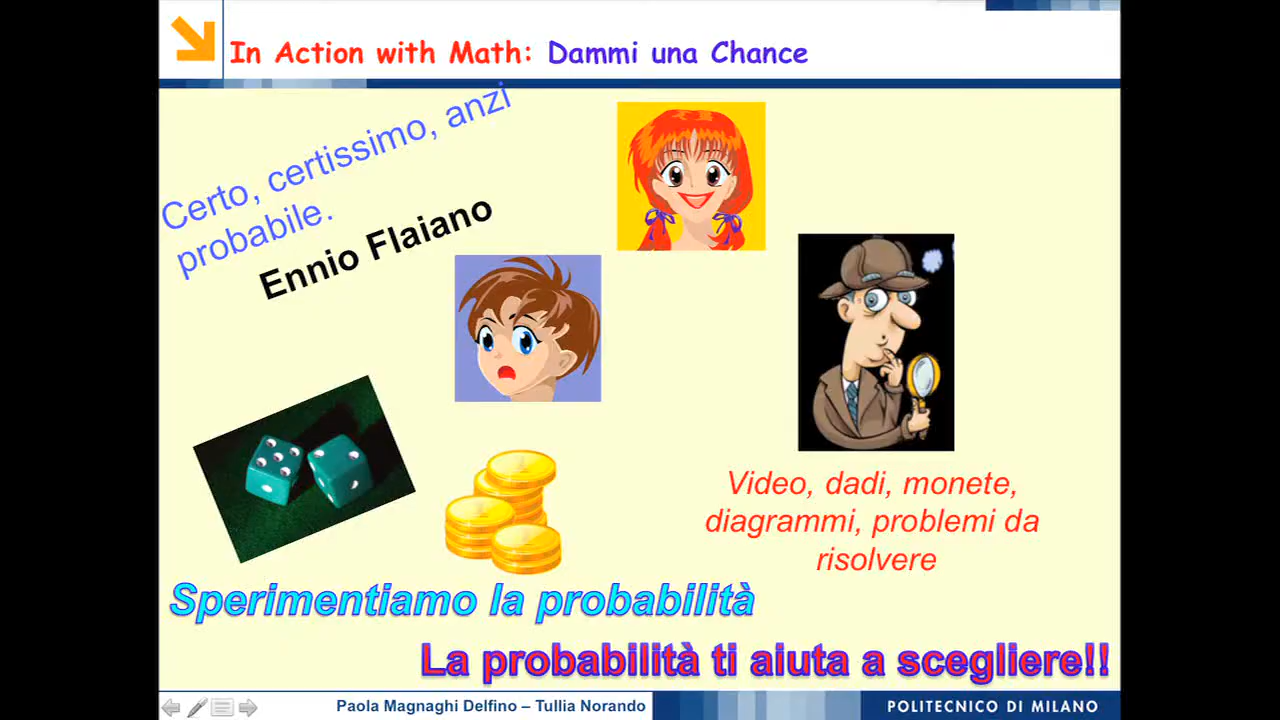 In Action with Math: Dammi una Chance
Certo, certissimo, anzi
probabile.
Ennio Flaiano
Video, dadi, monete,
diagrammi, problemi da
risolvere
Sperimentiamo la probabilità
La probabilità ti aiuta a scegliere!!
Paola Magnaghi Delfino – Tullia Norando
POLITECNICO DI MILANO